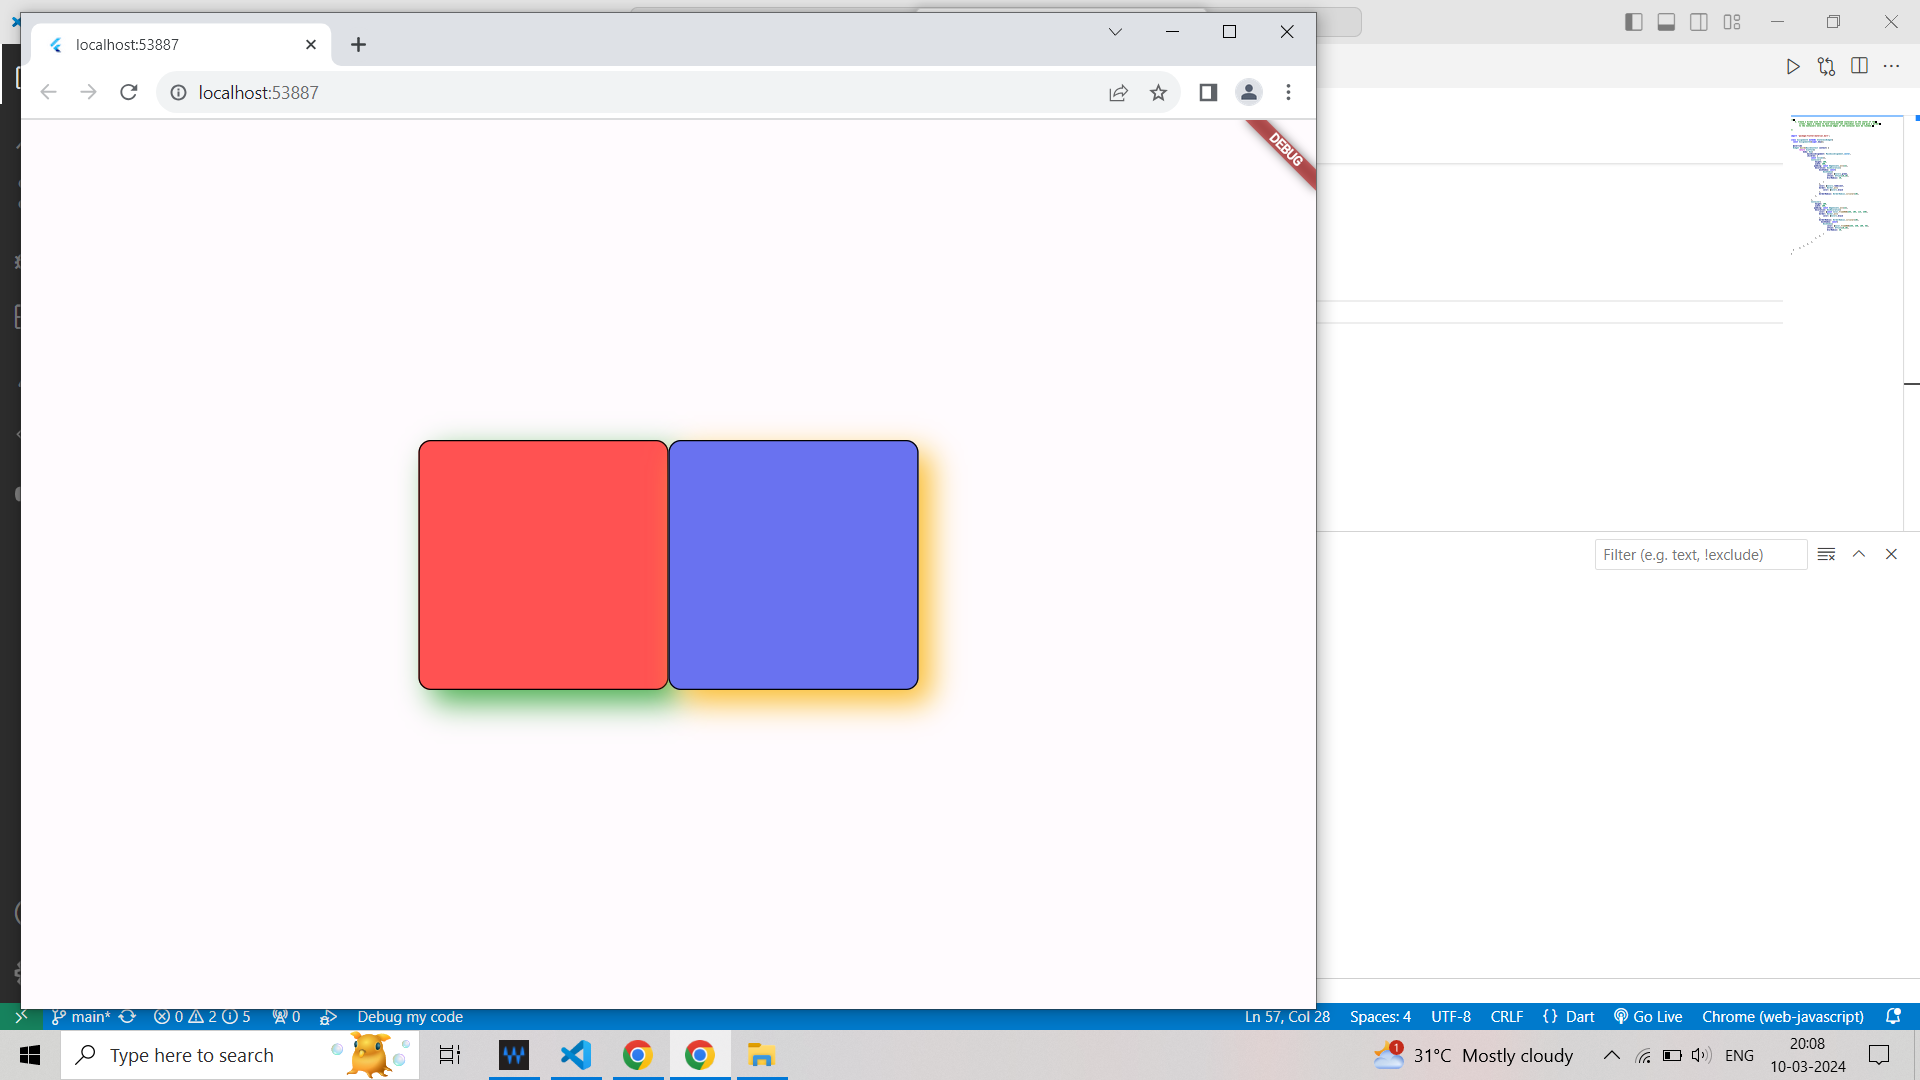 localhost:53887
localhost:53887
DEBUG
Filter (e.g. text, !exclude)
main* 0 2 5 0 Debug my code Ln 57, Col 28 Spaces: 4 UTF-8 CRLF {} Dart Go Live Chrome (web-javascript)
Type here to search 1 31°C Mostly cloudy ENG 20:08
10-03-2024